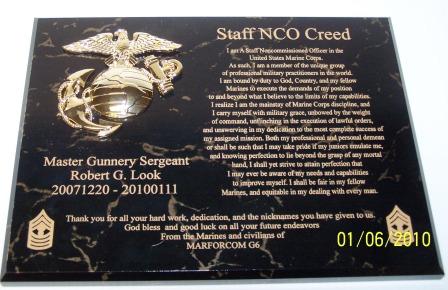 Staff NCO Creed
I am A Staff Noncommissioned Officer in the
United States Marine Corps.
As such, I am a member of the unique group
of professional military practitioners in the world.
I am bound by duty to God, Country, and my fellow
Marines to execute the demands of my position
to and beyond what I believe to the limits of my capabilities.
I realize I am the mainstay of Marine Corps discipline, and
I carry myself with military grace, unbowed by the weight
of command, unflinching in the execution of lawful orders,
and unswerving in my dedication to the most complete success of
my assigned mission. Both my professional and personal demeanor
or shall be such that I may take pride if my juniors emulate me,
and knowing perfection to lie beyond the grasp of any mortal
hand, I shall yet strive to attain perfection that
I may ever be aware of my needs and capabilities
to improve myself. I shall be fair in my fellow
Marines, and equitable in my dealing with every man.
Master Gunnery Sergeant
Robert G. Look
20071220 - 20100111
Thank you for all your hard work, dedication, and the nicknames you have given to us.
God bless and good luck on all your future endeavors
From the Marines and civilians of
MARFORCOM G6
01/06/2010